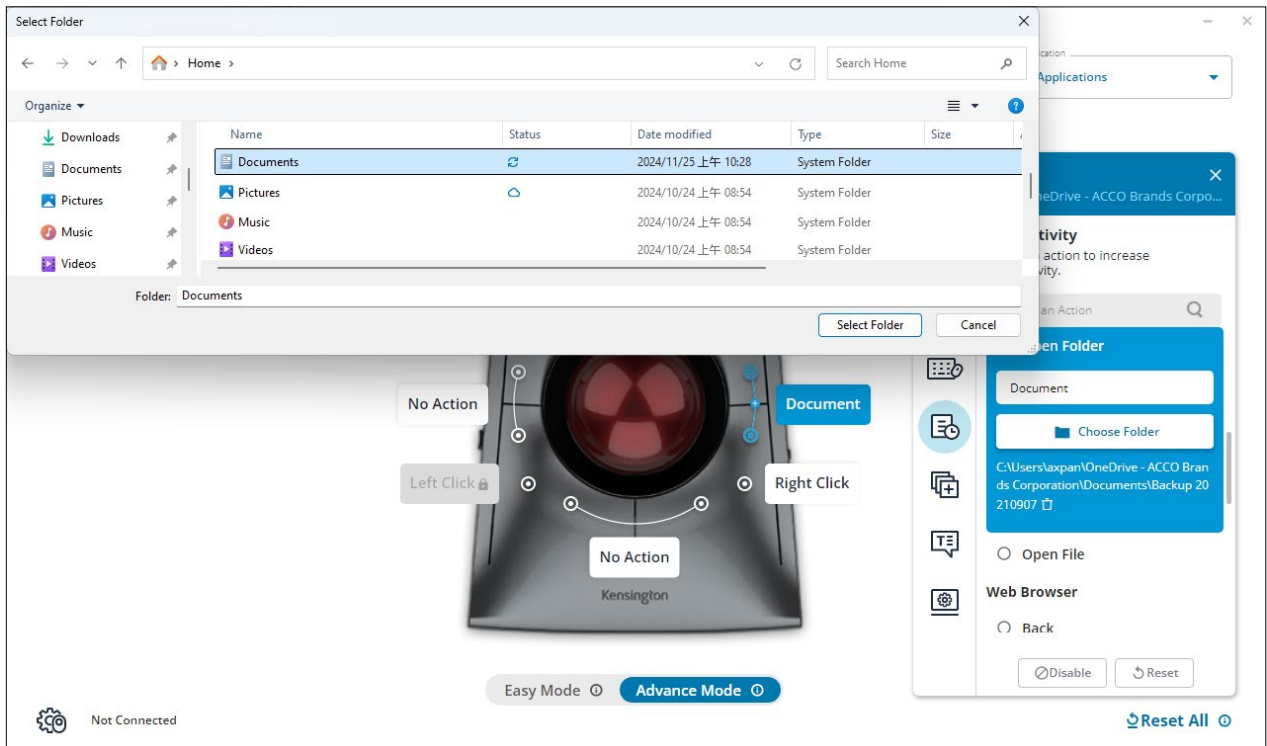 Select Folder
Home
Search Home
cation
Applications
Organize
Downloads
Documents
Pictures
Music
Videos
Name Status Date modified Type Size
Documents 2024/11/25 上午 10:28 System Folder
Pictures 2024/10/24 上午 08:54 System Folder
Music 2024/10/24 上午 08:54 System Folder
Videos 2024/10/24 上午 08:54 System Folder
Folder: Documents
Select Folder Cancel
eDrive - ACCO Brands Corpo...
tivity
action to increase
vity.
an Action
en Folder
Document
Choose Folder
C:\Users\axpan\OneDrive - ACCO Bran
ds Corporation\Documents\Backup 20
210907
Open File
Web Browser
Back
Disable Reset
No Action
Document
Left Click
Right Click
No Action
Kensington
Easy Mode Advance Mode
Not Connected
Reset All